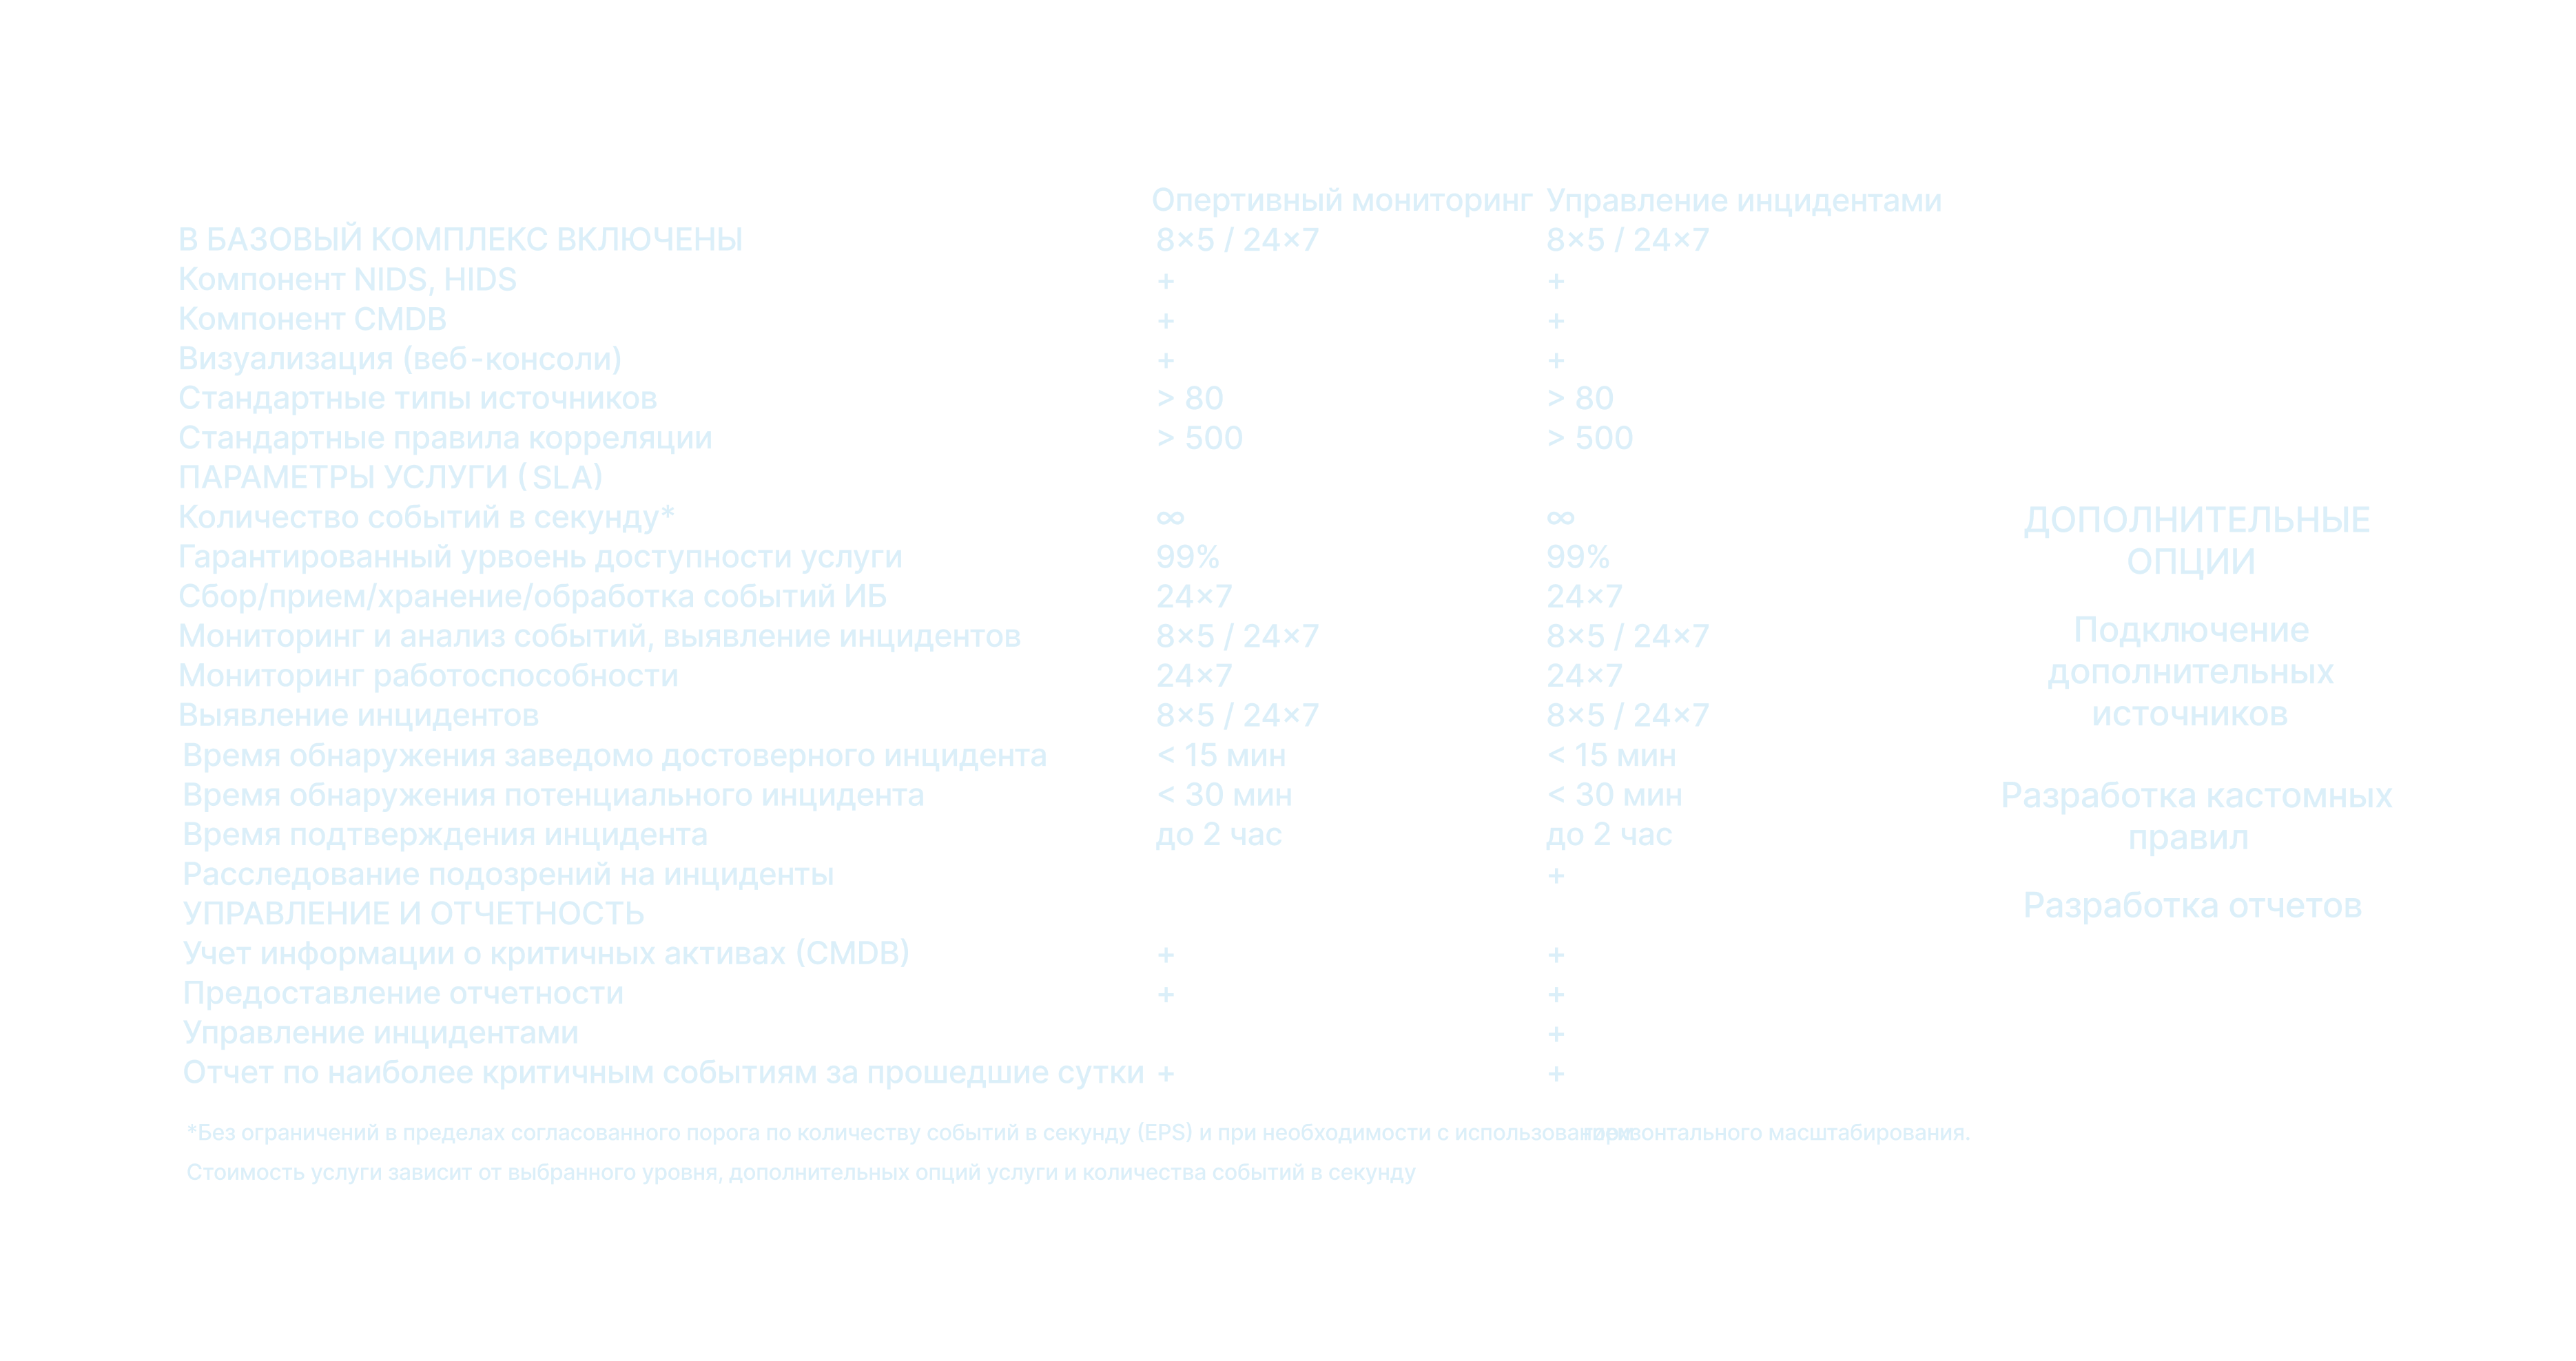 Опертивный мониторинг Управление инцидентами
В БАЗОВЫЙ КОМПЛЕКС ВКЛЮЧЕНЫ 8×5 / 24×7 8×5 / 24×7
Компонент NIDS, HIDS + +
Компонент CMDB + +
Визуализация (веб-консоли) + +
Стандартные типы источников > 80 > 80
Стандартные правила корреляции > 500 > 500
ПАРАМЕТРЫ УСЛУГИ (SLA)
Количество событий в секунду* ∞ ∞
Гарантированный урвоень доступности услуги 99% 99%
Сбор/прием/хранение/обработка событий ИБ 24×7 24×7
Мониторинг и анализ событий, выявление инцидентов 8×5 / 24×7 8×5 / 24×7
Мониторинг работоспособности 24×7 24×7
Выявление инцидентов 8×5 / 24×7 8×5 / 24×7
Время обнаружения заведомо достоверного инцидента < 15 мин < 15 мин
Время обнаружения потенциального инцидента < 30 мин < 30 мин
Время подтверждения инцидента до 2 час до 2 час
Расследование подозрений на инциденты +
УПРАВЛЕНИЕ И ОТЧЕТНОСТЬ
Учет информации о критичных активах (CMDB) + +
Предоставление отчетности + +
Управление инцидентами +
Отчет по наиболее критичным событиям за прошедшие сутки + +
*Без ограничений в пределах согласованного порога по количеству событий в секунду (EPS) и при необходимости с использованием горизонтального масштабирования.
Стоимость услуги зависит от выбранного уровня, дополнительных опций услуги и количества событий в секунду
ДОПОЛНИТЕЛЬНЫЕ
ОПЦИИ
Подключение
дополнительных
источников
Разработка кастомных
правил
Разработка отчетов